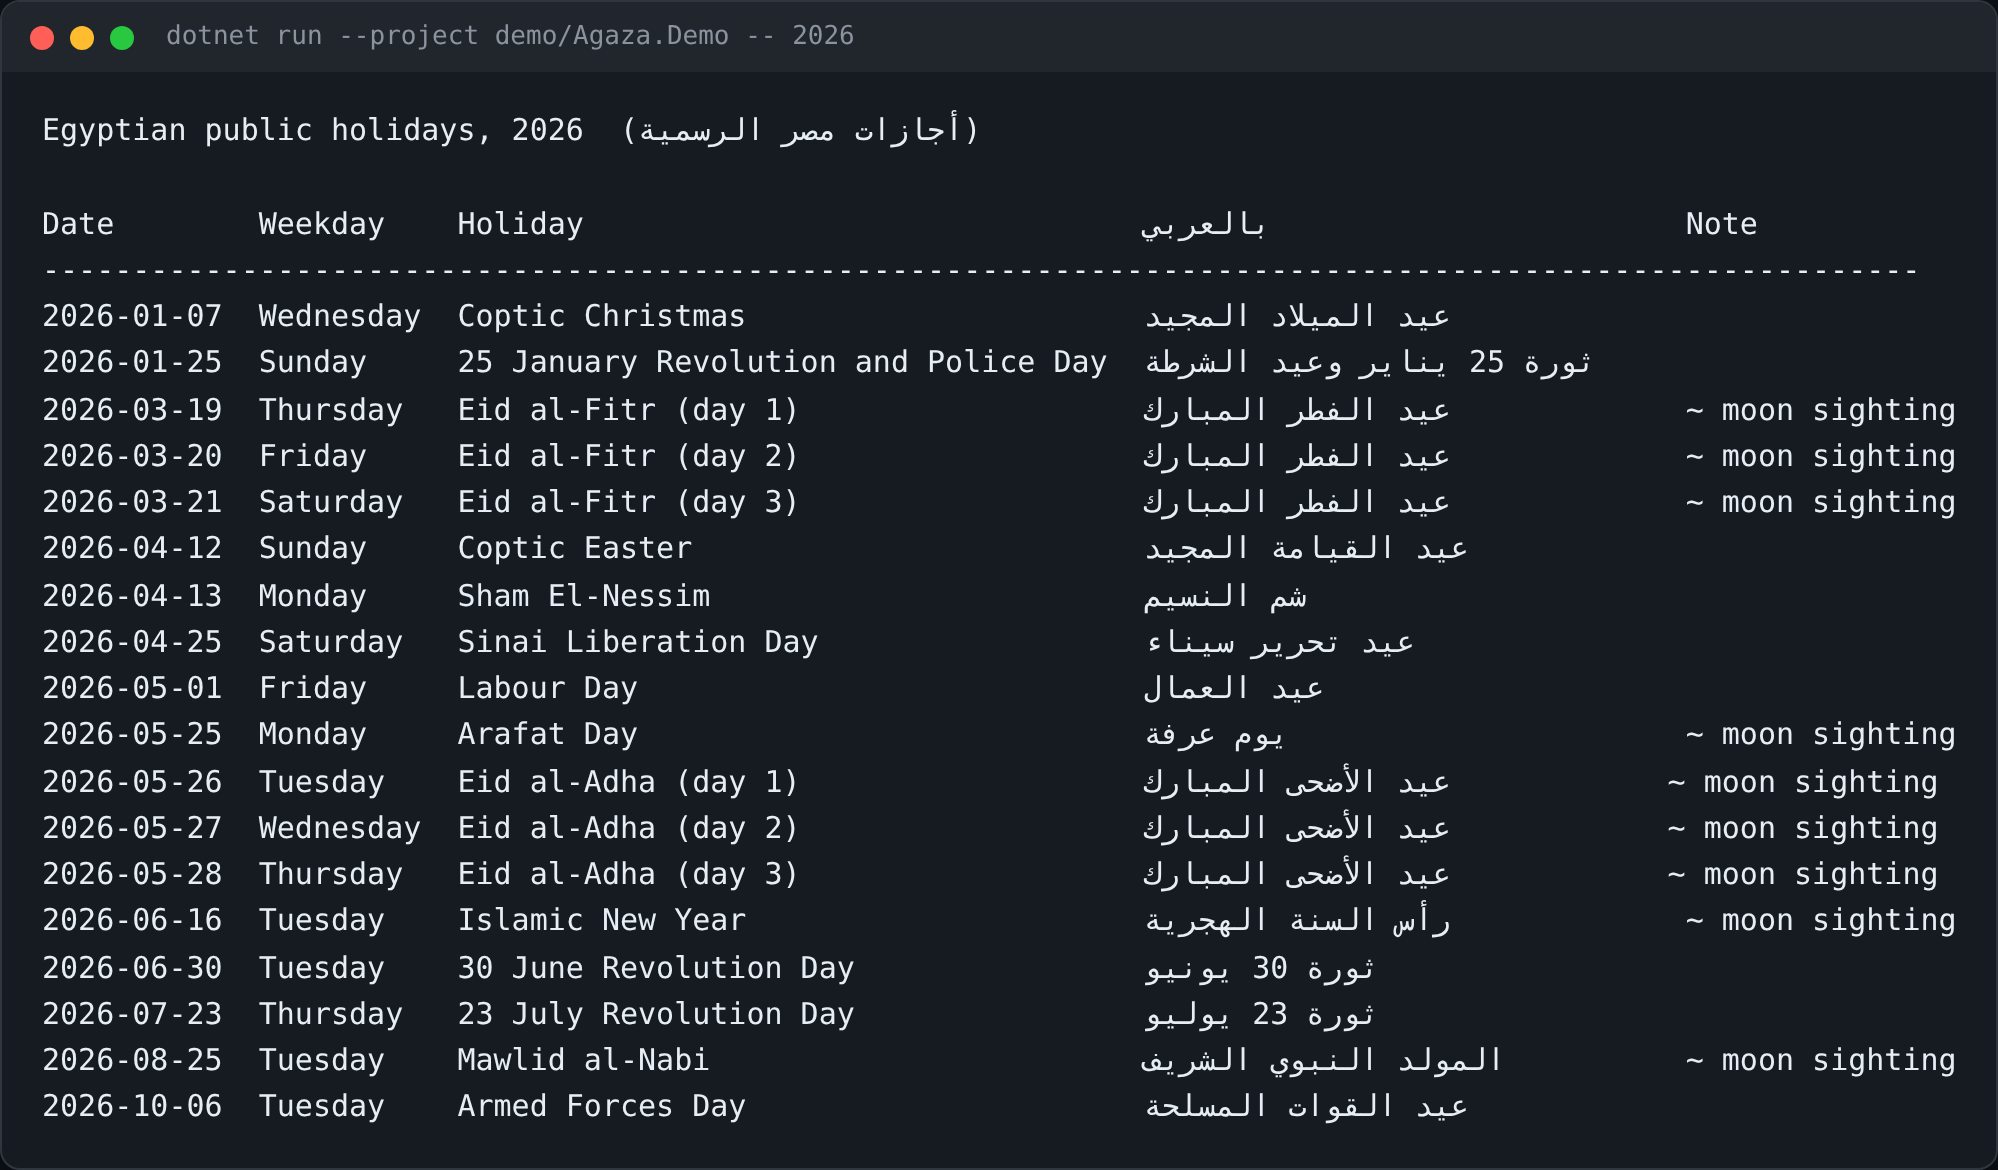 dotnet run --project demo/Agaza.Demo -- 2026
Egyptian public holidays, 2026  (أجازات مصر الرسمية)
Date        Weekday    Holiday                               بالعربي                       Note
--------------------------------------------------------------------------------------------------------
2026-01-07  Wednesday  Coptic Christmas                      عيد الميلاد المجيد
2026-01-25  Sunday     25 January Revolution and Police Day  ثورة 25 يناير وعيد الشرطة
2026-03-19  Thursday   Eid al-Fitr (day 1)                   عيد الفطر المبارك             ~ moon sighting
2026-03-20  Friday     Eid al-Fitr (day 2)                   عيد الفطر المبارك             ~ moon sighting
2026-03-21  Saturday   Eid al-Fitr (day 3)                   عيد الفطر المبارك             ~ moon sighting
2026-04-12  Sunday     Coptic Easter                         عيد القيامة المجيد
2026-04-13  Monday     Sham El-Nessim                        شم النسيم
2026-04-25  Saturday   Sinai Liberation Day                  عيد تحرير سيناء
2026-05-01  Friday     Labour Day                            عيد العمال
2026-05-25  Monday     Arafat Day                            يوم عرفة                      ~ moon sighting
2026-05-26  Tuesday    Eid al-Adha (day 1)                   عيد الأضحى المبارك            ~ moon sighting
2026-05-27  Wednesday  Eid al-Adha (day 2)                   عيد الأضحى المبارك            ~ moon sighting
2026-05-28  Thursday   Eid al-Adha (day 3)                   عيد الأضحى المبارك            ~ moon sighting
2026-06-16  Tuesday    Islamic New Year                      رأس السنة الهجرية             ~ moon sighting
2026-06-30  Tuesday    30 June Revolution Day                ثورة 30 يونيو
2026-07-23  Thursday   23 July Revolution Day                ثورة 23 يوليو
2026-08-25  Tuesday    Mawlid al-Nabi                        المولد النبوي الشريف          ~ moon sighting
2026-10-06  Tuesday    Armed Forces Day                      عيد القوات المسلحة